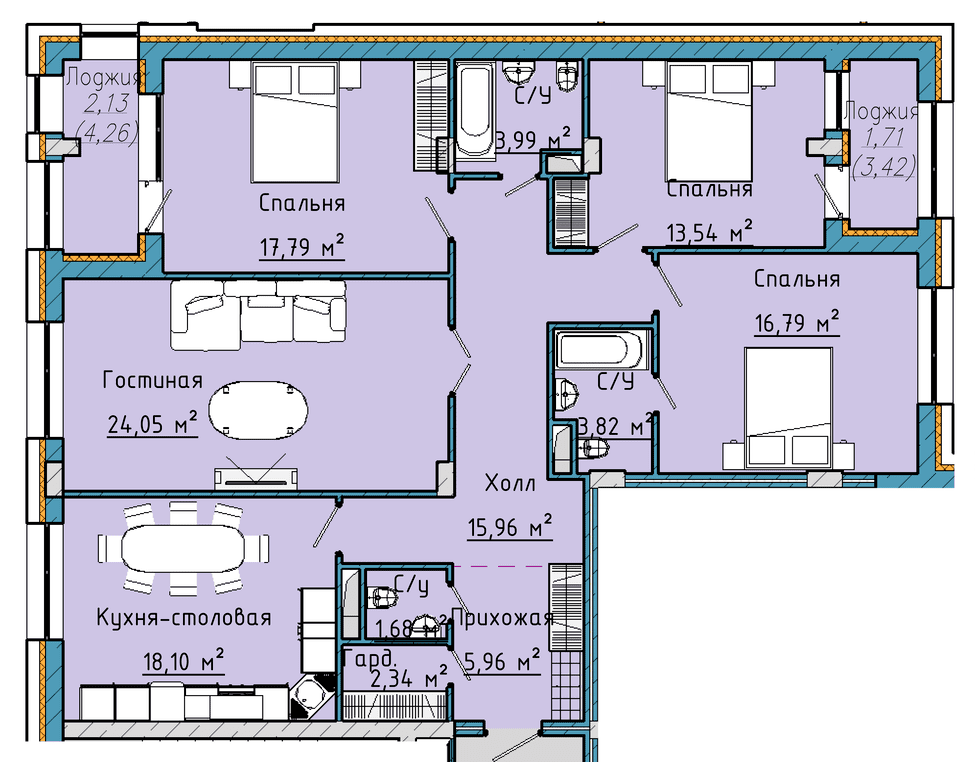 Лоджия
2,13
(4,26)
С/У
3,99 м²
Лоджия
1,71
(3,42)
Спальня
17,79 м²
Спальня
13,54 м²
Спальня
16,79 м²
Гостиная
24,05 м²
С/У
3,82 м²
Холл
15,96 м²
Кухня-столовая
18,10 м²
С/у
1,68 м²
Прихожая
5,96 м²
Гард.
2,34 м²